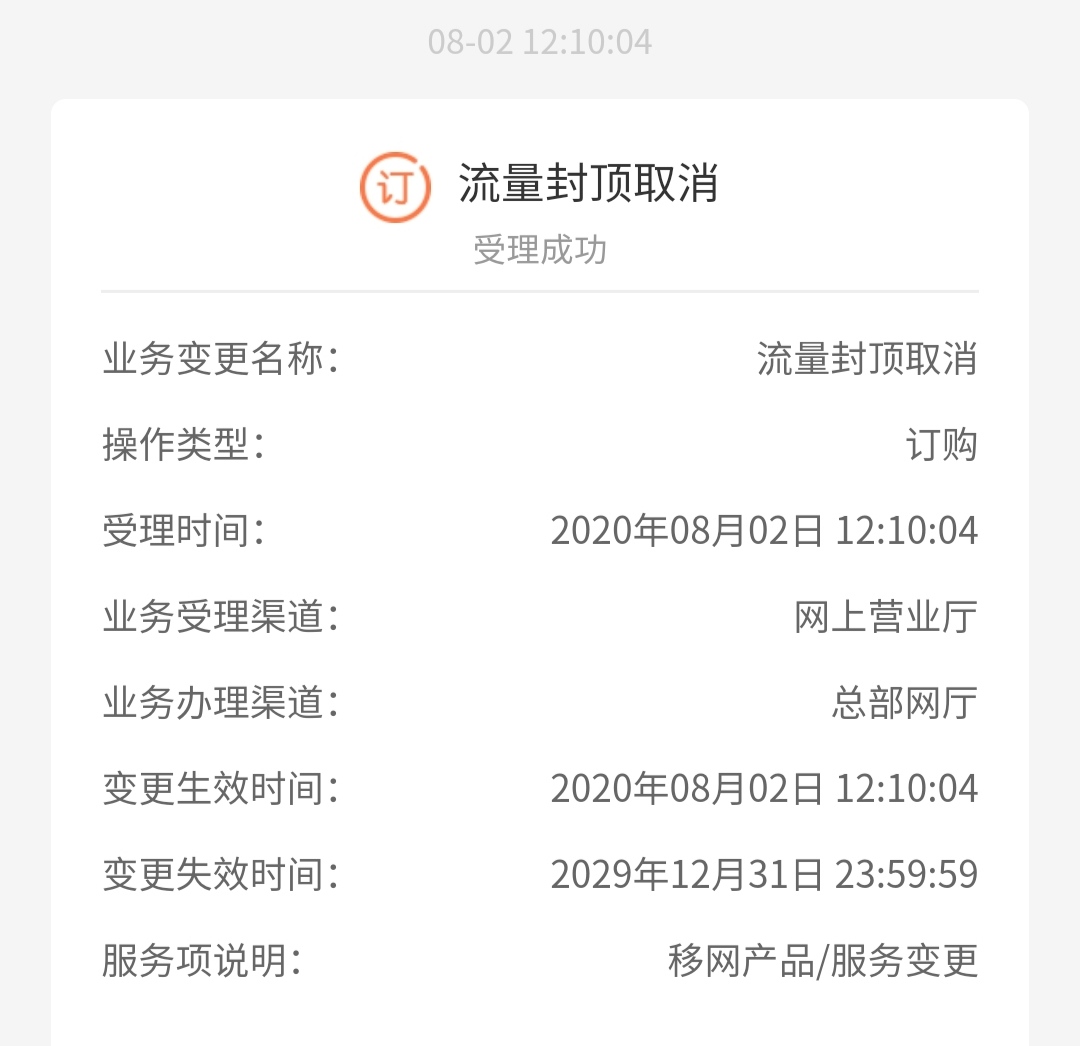 08-02 12:10:04
订 流量封顶取消
受理成功
业务变更名称： 流量封顶取消
操作类型： 订购
受理时间： 2020年08月02日 12:10:04
业务受理渠道： 网上营业厅
业务办理渠道： 总部网厅
变更生效时间： 2020年08月02日 12:10:04
变更失效时间： 2029年12月31日 23:59:59
服务项说明： 移网产品/服务变更